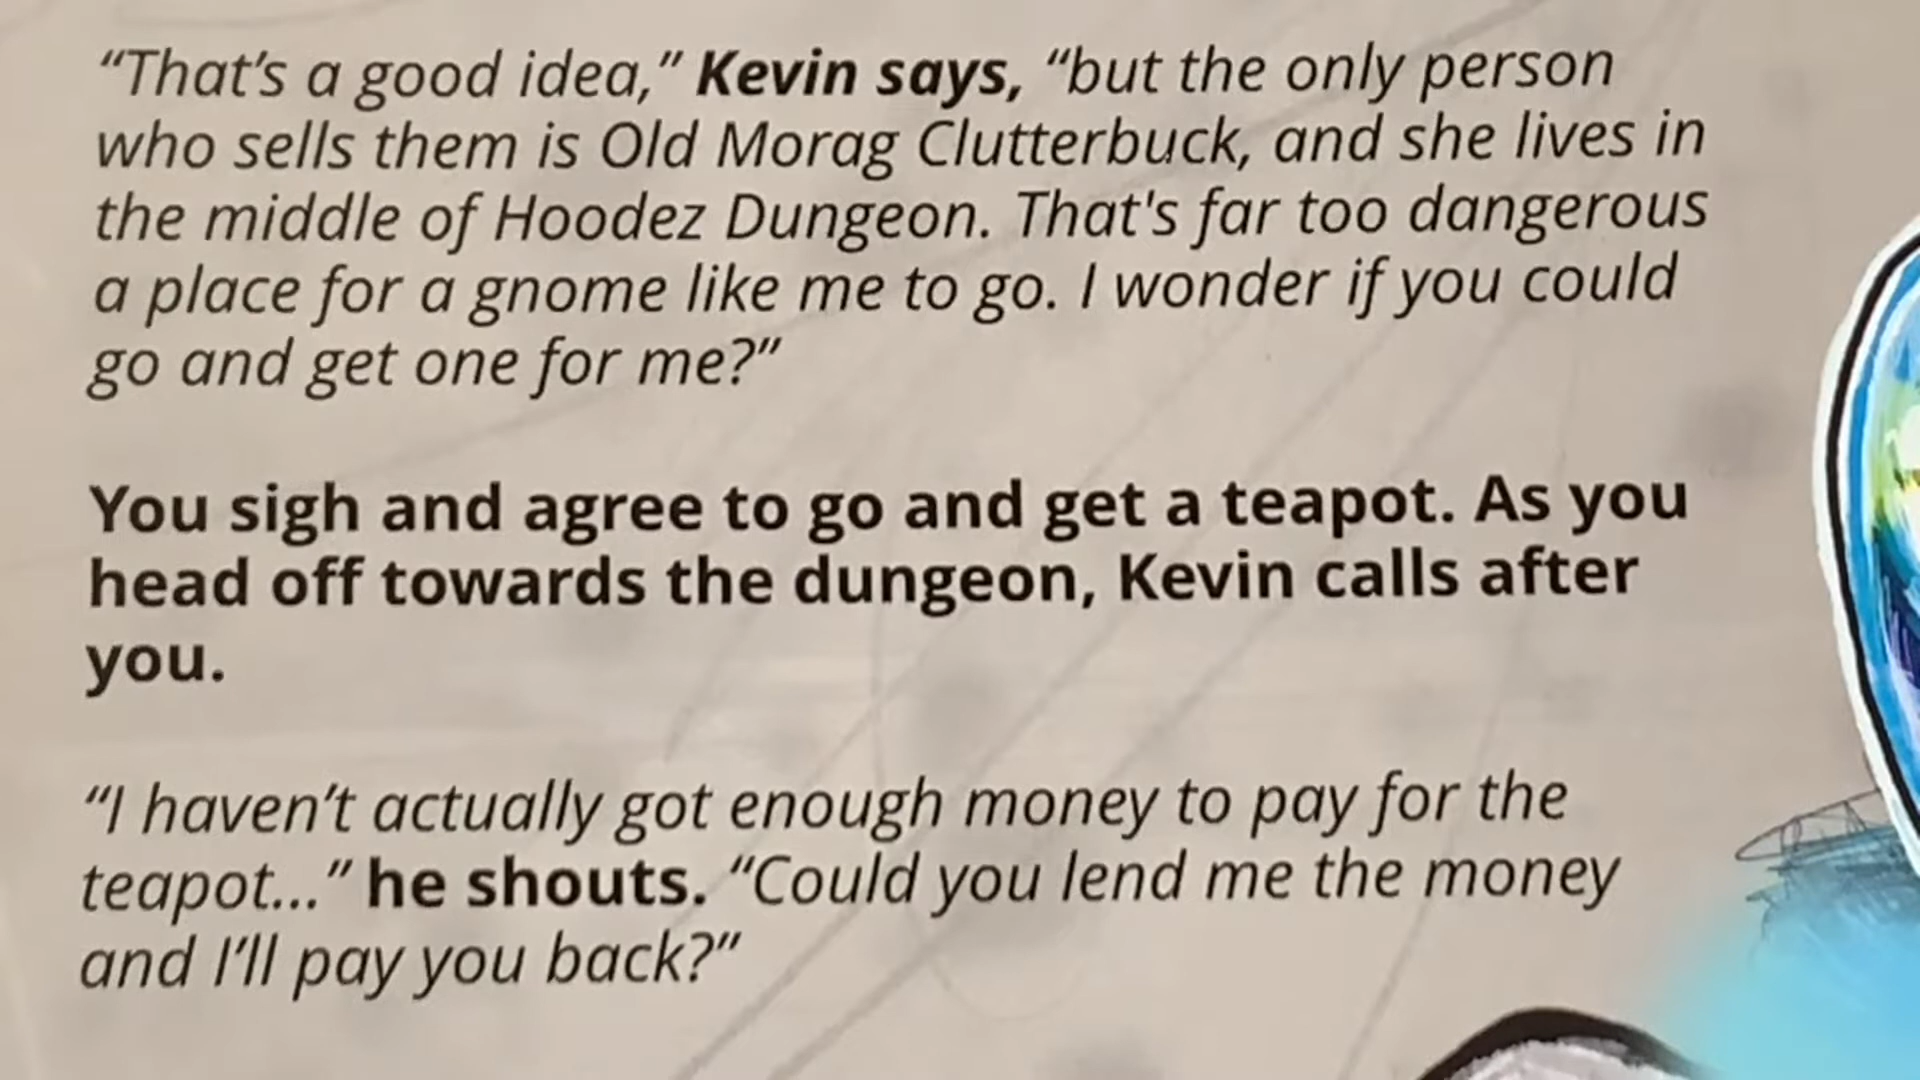 “That’s a good idea,” Kevin says, “but the only person
who sells them is Old Morag Clutterbuck, and she lives in
the middle of Hoodez Dungeon. That's far too dangerous
a place for a gnome like me to go. I wonder if you could
go and get one for me?”
You sigh and agree to go and get a teapot. As you
head off towards the dungeon, Kevin calls after
you.
“I haven’t actually got enough money to pay for the
teapot...” he shouts. “Could you lend me the money
and I’ll pay you back?”